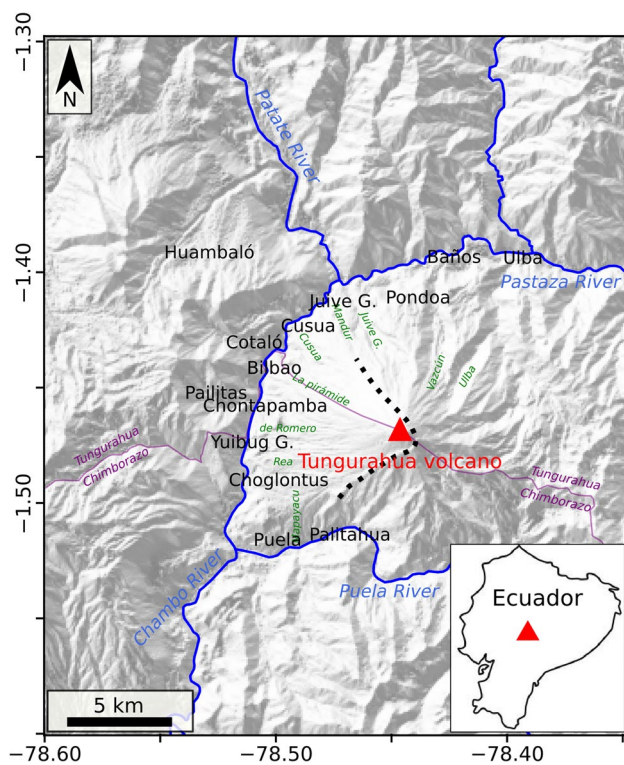 −1.30
N
Patate River
Huambaló
−1.40
Baños
Ulba
Pastaza River
Juive G.
Pondoa
Mandur
Juive G.
Cusua
Cusua
Cotaló
Bilbao
Vazcún
Ulba
La pirámide
Pailitas
Chontapamba
de Romero
Yuibug G.
Tungurahua
Chimborazo
Rea
Tungurahua volcano
Choglontus
Tungurahua
Chimborazo
−1.50
Puela
Palitahua
Chambo River
Puela River
Ecuador
5 km
−78.60
−78.50
−78.40